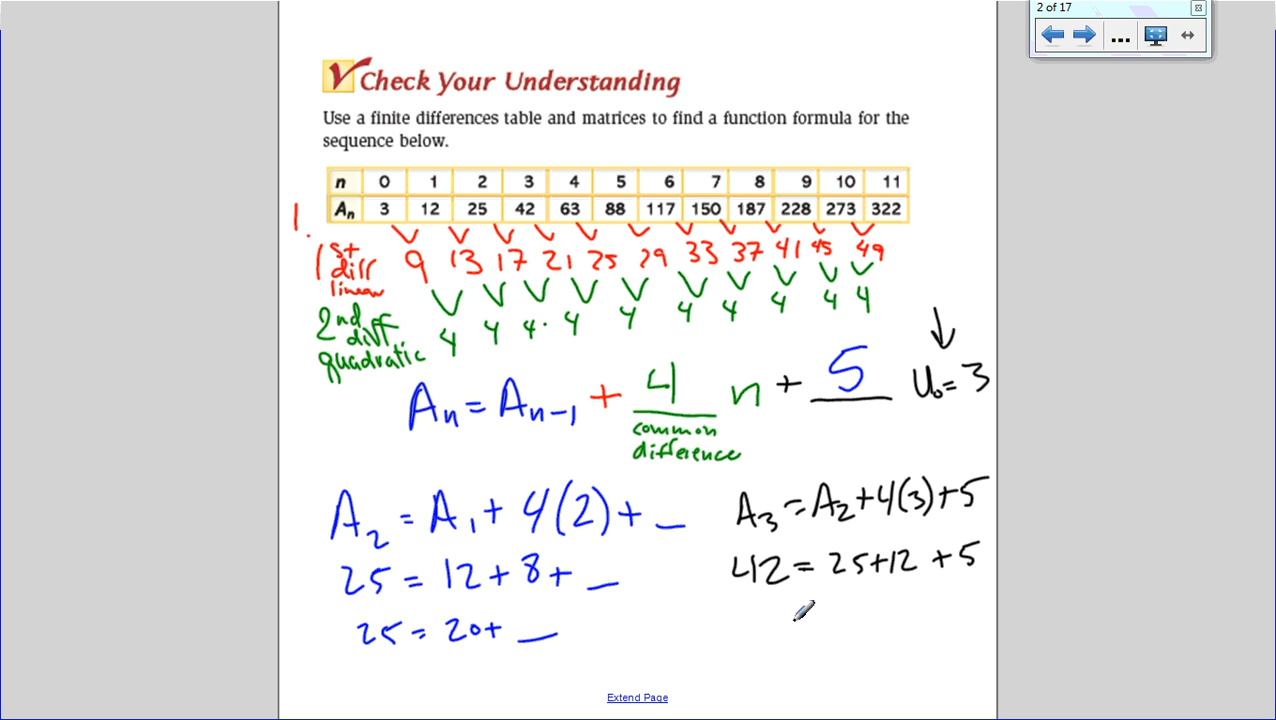 2 of 17
...
Check Your Understanding
Use a finite differences table and matrices to find a function formula for the
sequence below.
n 0 1 2 3 4 5 6 7 8 9 10 11
Aₙ 3 12 25 42 63 88 117 150 187 228 273 322
1.
1st diff linear 9 13 17 21 25 29 33 37 41 45 49
2nd diff. quadratic 4 4 4. 4 4 4 4 4 4 4
Aₙ = Aₙ₋₁ + 4 n + 5 U₀ = 3
common
difference
A₂ = A₁ + 4(2) + _
25 = 12 + 8 + _
25 = 20 + _
A₃ = A₂ + 4(3) + 5
42 = 25 + 12 + 5
Extend Page